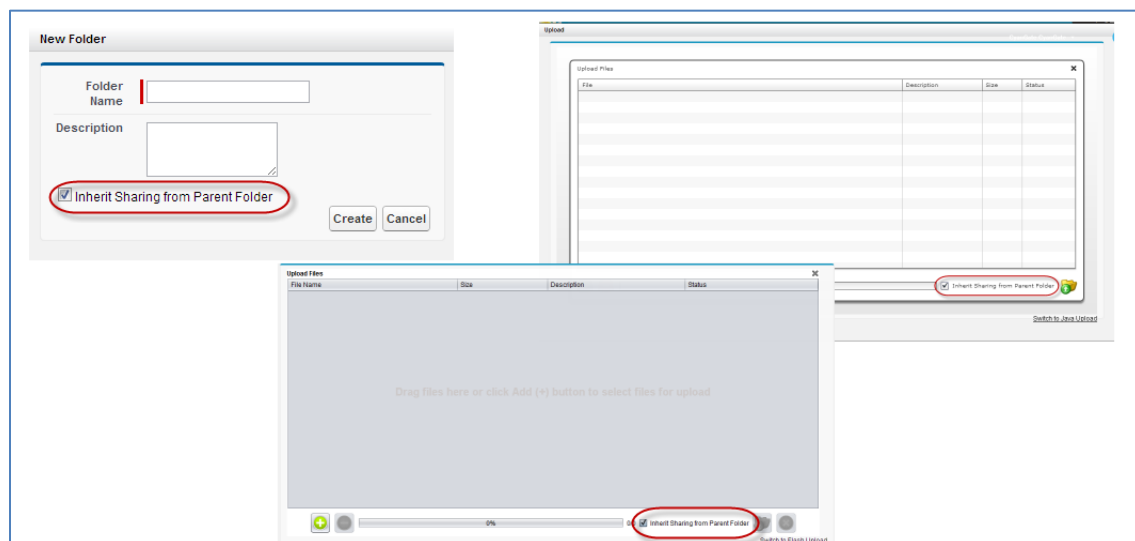 New Folder
Folder
Name
Description
Inherit Sharing from Parent Folder
Create Cancel
Upload
Upload Files
File Description Size Status
Inherit Sharing from Parent Folder
Switch to Java Upload
Upload Files
File Name Size Description Status
Drag files here or click Add (+) button to select files for upload
0% Inherit Sharing from Parent Folder
Switch to Flash Upload